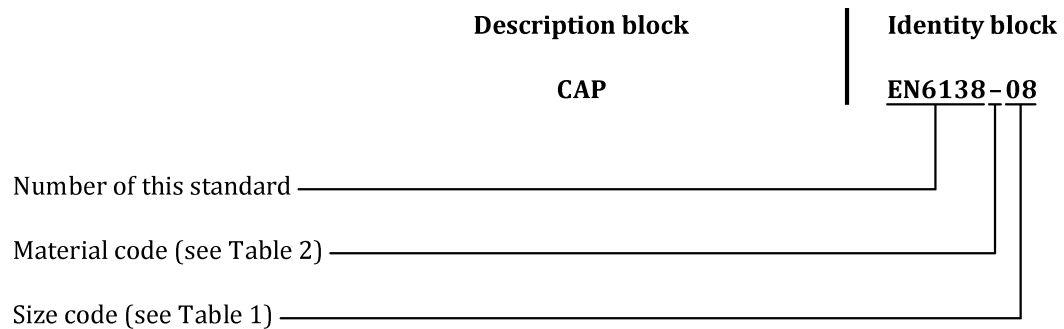 Description block Identity block
CAP EN6138–08
Number of this standard
Material code (see Table 2)
Size code (see Table 1)